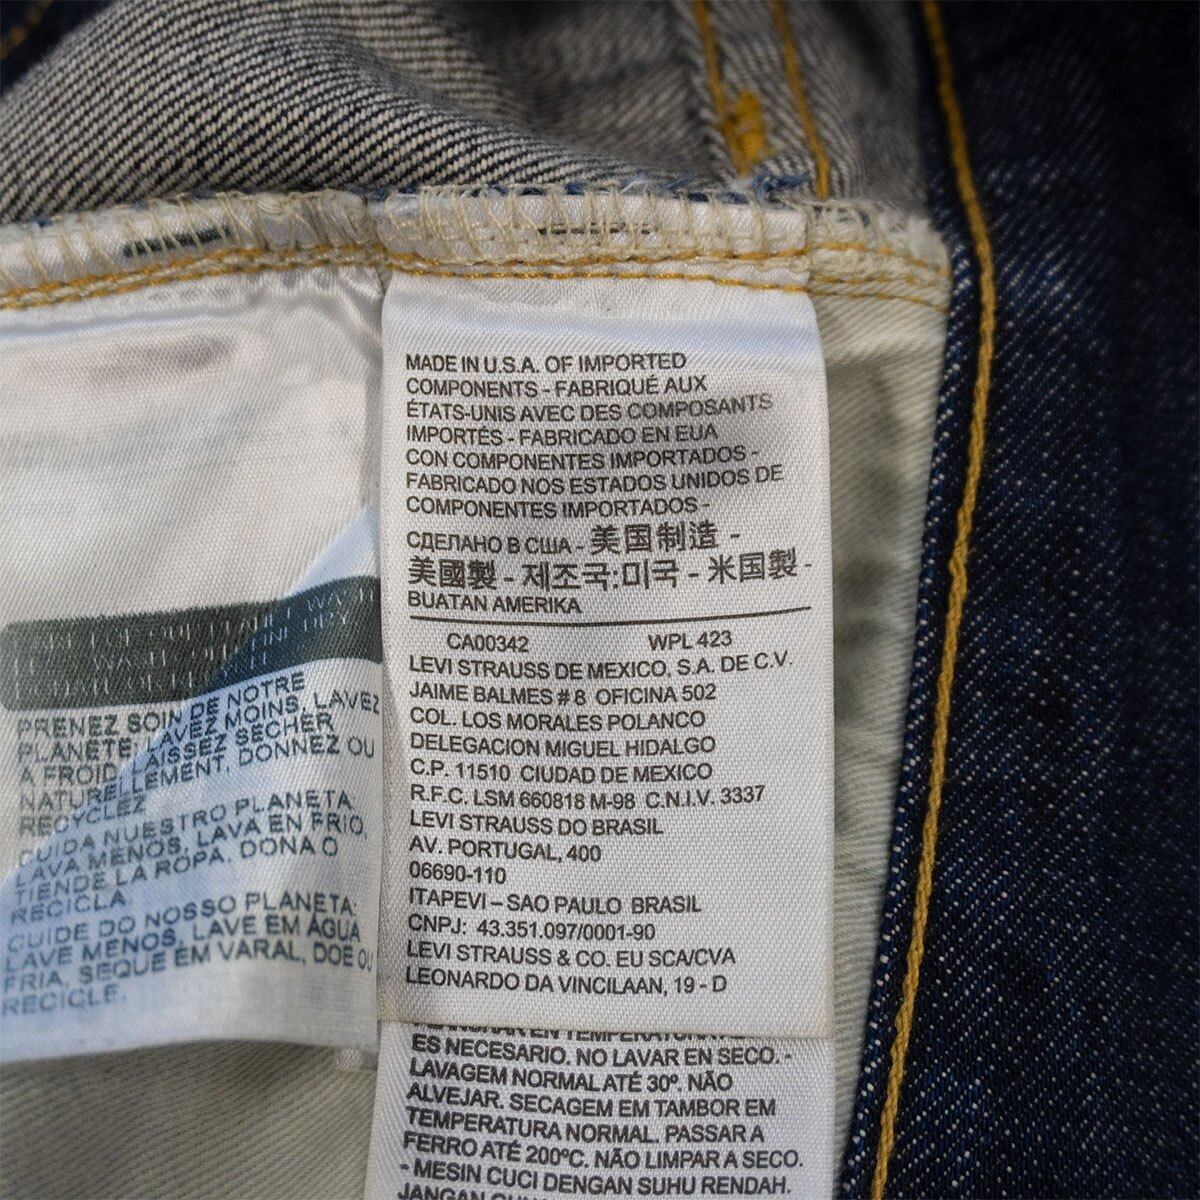 MADE IN U.S.A. OF IMPORTED
COMPONENTS - FABRIQUÉ AUX
ÉTATS-UNIS AVEC DES COMPOSANTS
IMPORTÉS - FABRICADO EN EUA
CON COMPONENTES IMPORTADOS -
FABRICADO NOS ESTADOS UNIDOS DE
COMPONENTES IMPORTADOS -
СДЕЛАНО В США - 美国制造 -
美國製 - 제조국:미국 - 米国製 -
BUATAN AMERIKA
CA00342 WPL 423
LEVI STRAUSS DE MEXICO, S.A. DE C.V.
JAIME BALMES # 8 OFICINA 502
COL. LOS MORALES POLANCO
DELEGACION MIGUEL HIDALGO
C.P. 11510 CIUDAD DE MEXICO
R.F.C. LSM 660818 M-98 C.N.I.V. 3337
LEVI STRAUSS DO BRASIL
AV. PORTUGAL, 400
06690-110
ITAPEVI – SAO PAULO BRASIL
CNPJ: 43.351.097/0001-90
LEVI STRAUSS & CO. EU SCA/CVA
LEONARDO DA VINCILAAN, 19 - D
PRENEZ SOIN DE NOTRE
PLANÈTE: LAVEZ MOINS, LAVEZ
À FROID, LAISSEZ SÉCHER
NATURELLEMENT, DONNEZ OU
RECYCLEZ
CUIDA NUESTRO PLANETA.
LAVA MENOS, LAVA EN FRIO,
TIENDE LA ROPA. DONA O
RECICLA.
CUIDE DO NOSSO PLANETA:
LAVE MENOS, LAVE EM ÁGUA
FRIA, SEQUE EM VARAL, DOE OU
RECICLE.
EN TEMPERATURA
ES NECESARIO. NO LAVAR EN SECO. -
LAVAGEM NORMAL ATÉ 30º. NÃO
ALVEJAR. SECAGEM EM TAMBOR EM
TEMPERATURA NORMAL. PASSAR A
FERRO ATÉ 200ºC. NÃO LIMPAR A SECO.
- MESIN CUCI DENGAN SUHU RENDAH.
JANGAN